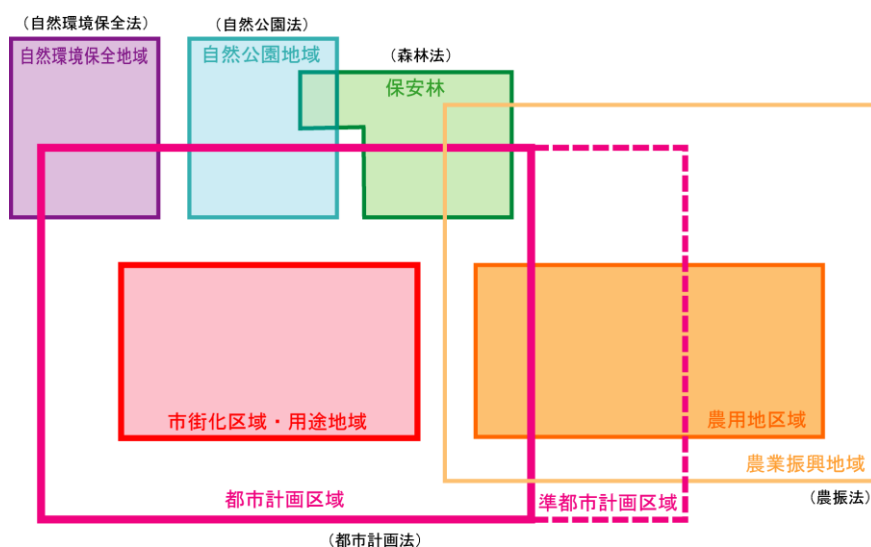 （自然環境保全法）
（自然公園法）
自然環境保全地域
自然公園地域
（森林法）
保安林
市街化区域・用途地域
農用地区域
農業振興地域
都市計画区域
準都市計画区域
（農振法）
（都市計画法）